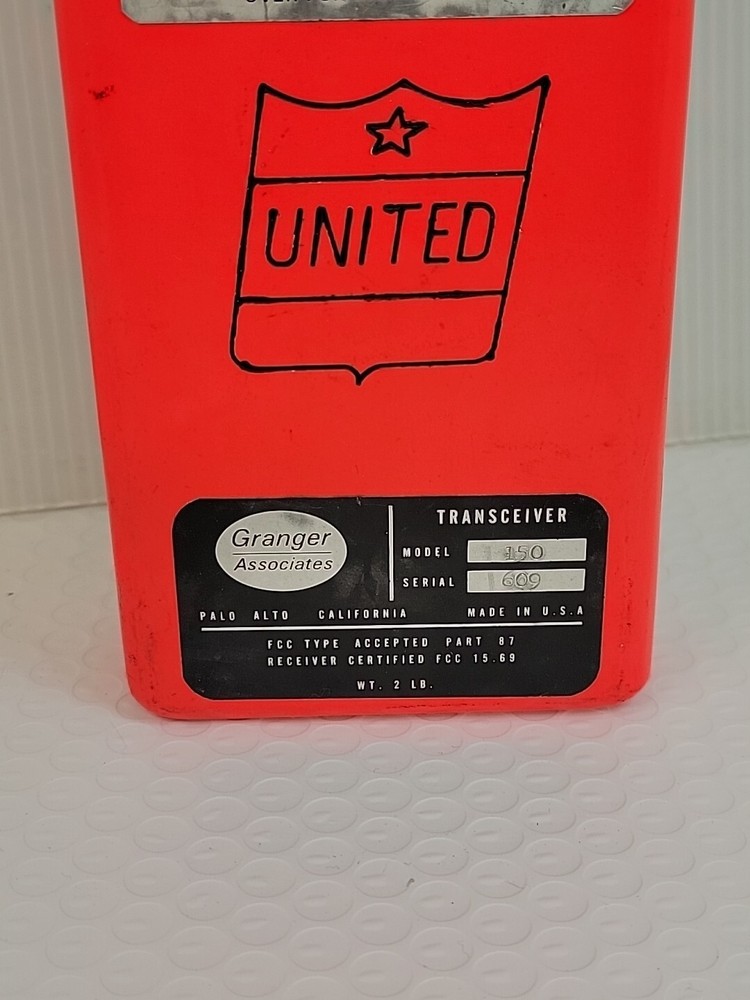 UNITED
Granger
Associates
TRANSCEIVER
MODEL 150
SERIAL 609
PALO ALTO CALIFORNIA MADE IN U.S.A
FCC TYPE ACCEPTED PART 87
RECEIVER CERTIFIED FCC 15.69
WT. 2 LB.